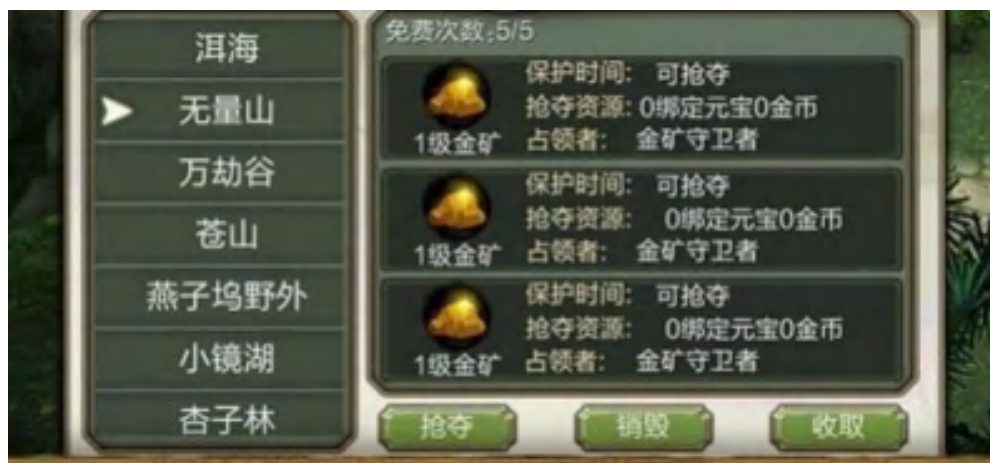 洱海
无量山
万劫谷
苍山
燕子坞野外
小镜湖
杏子林
免费次数:5/5
保护时间: 可抢夺
抢夺资源: 0绑定元宝0金币
1级金矿 占领者: 金矿守卫者
保护时间: 可抢夺
抢夺资源: 0绑定元宝0金币
1级金矿 占领者: 金矿守卫者
保护时间: 可抢夺
抢夺资源: 0绑定元宝0金币
1级金矿 占领者: 金矿守卫者
抢夺 销毁 收取